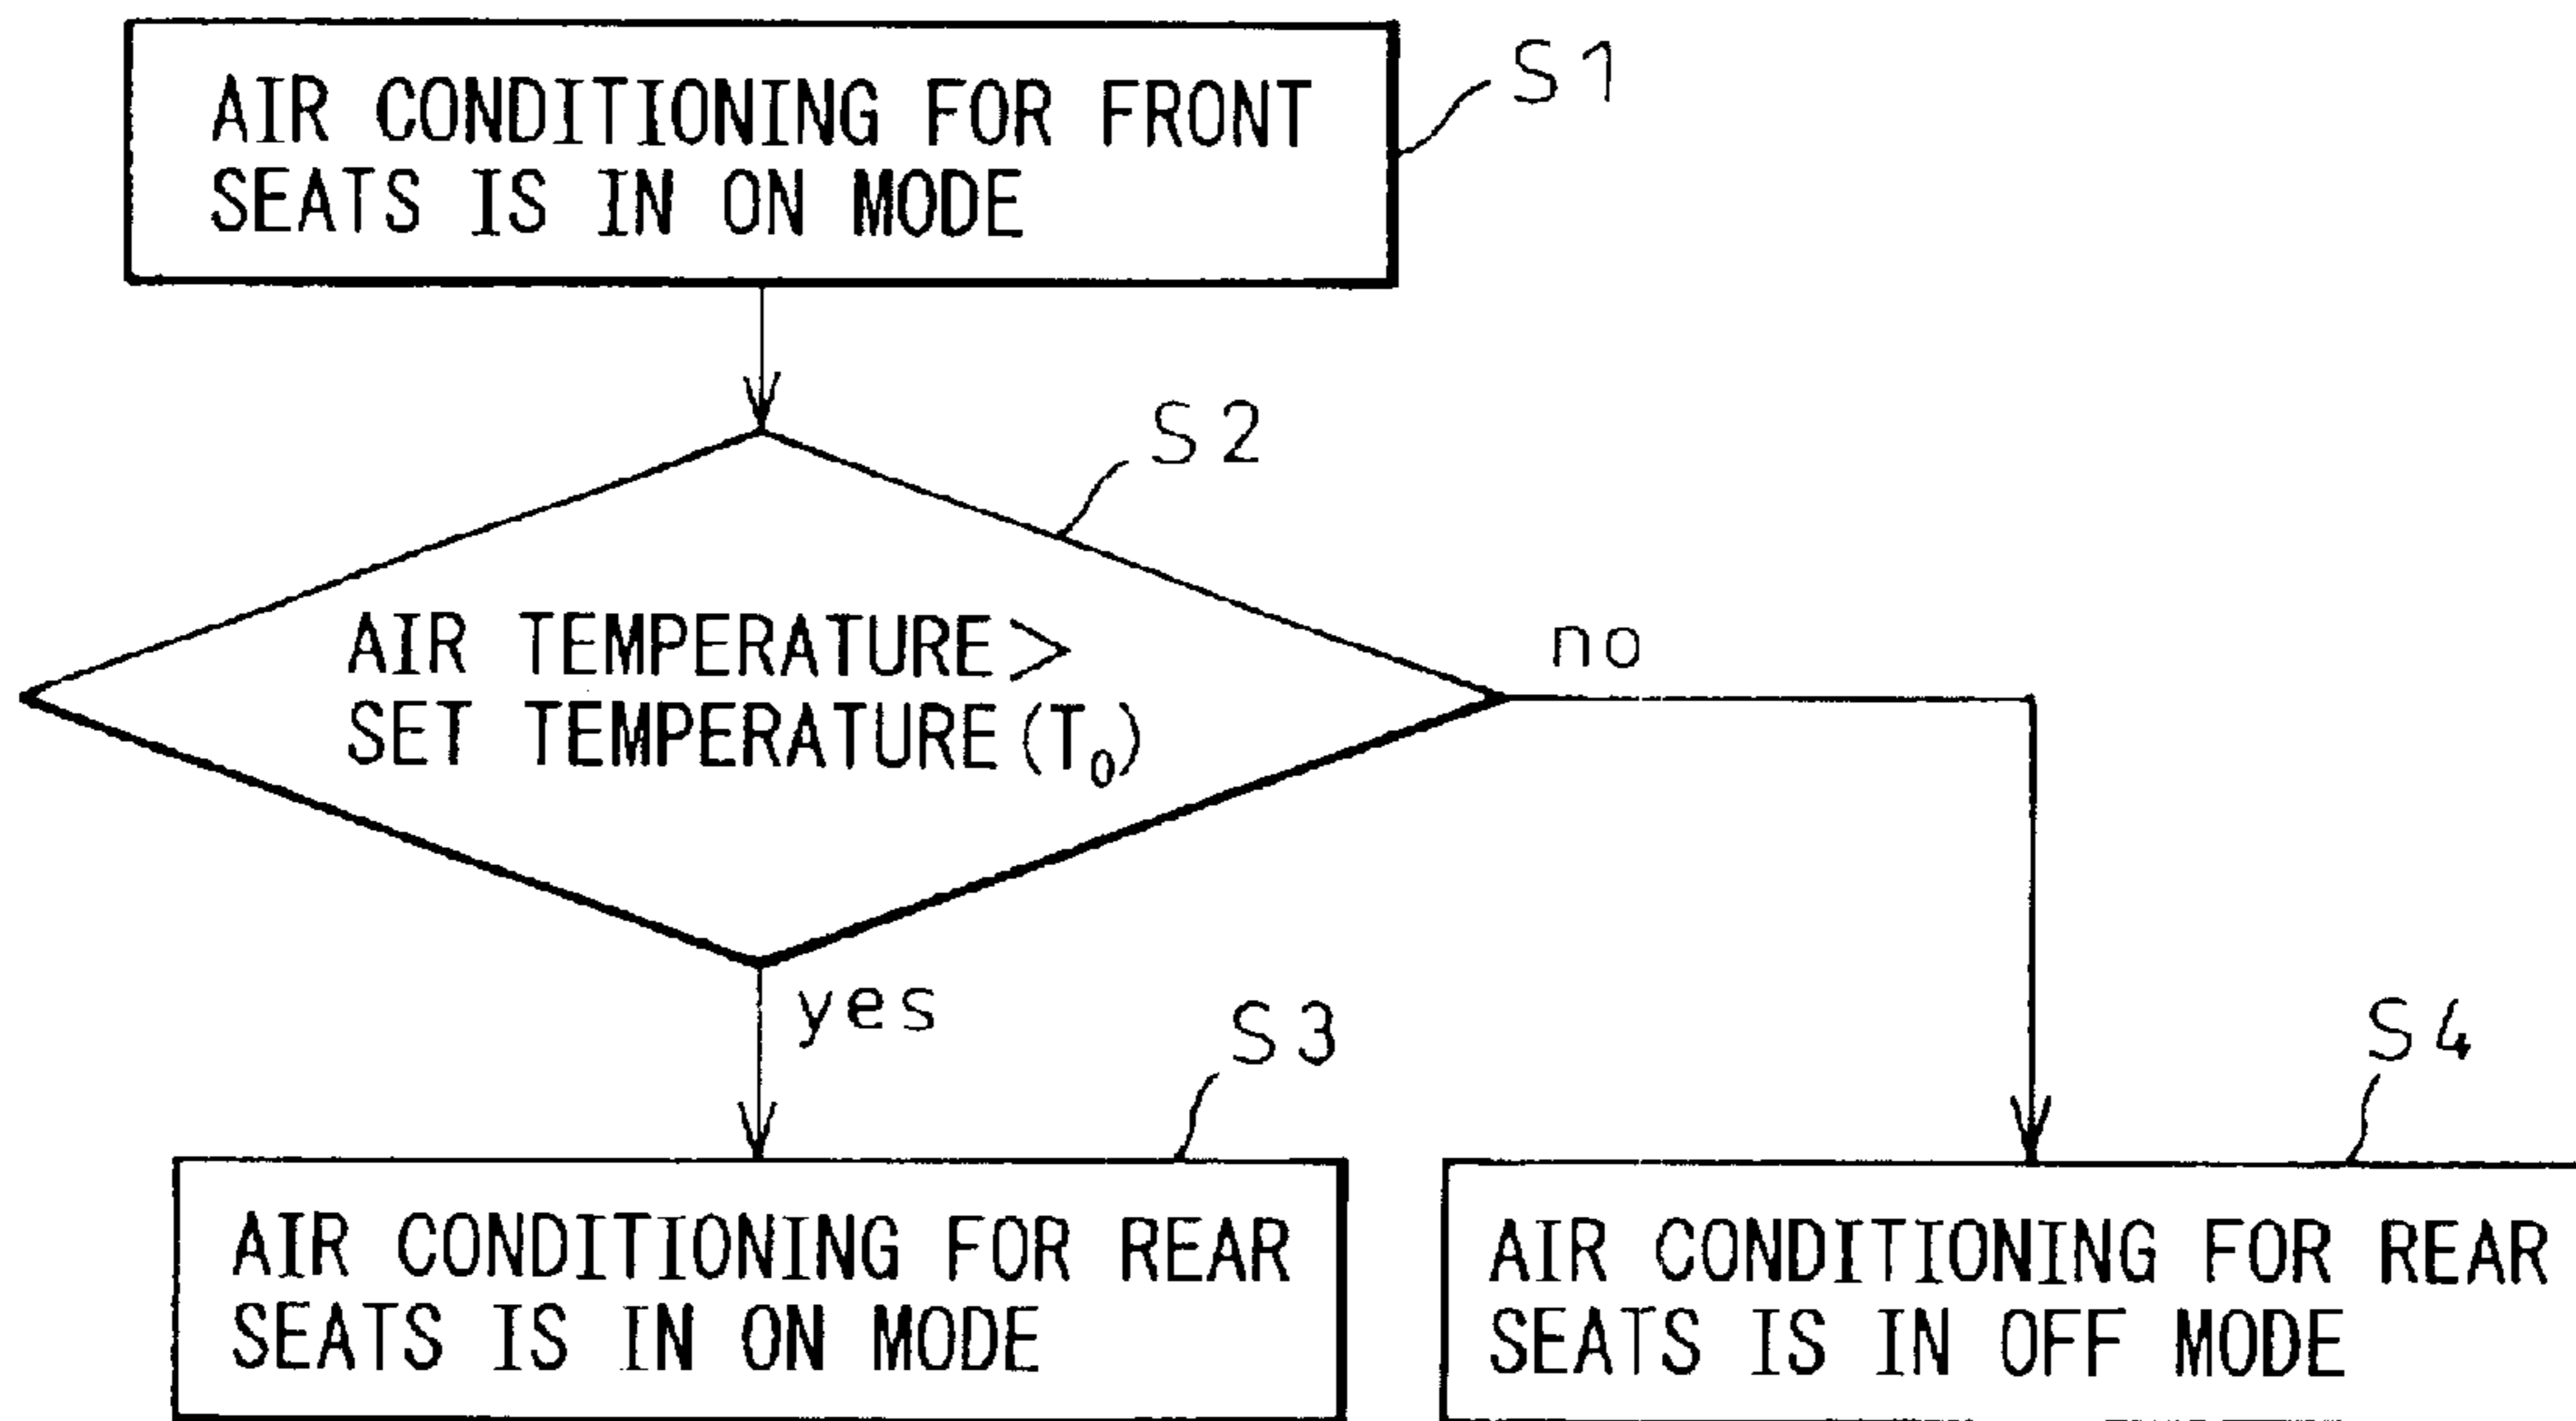 AIR CONDITIONING FOR FRONT
SEATS IS IN ON MODE
S1
S2
AIR TEMPERATURE>
SET TEMPERATURE(T₀)
no
yes
S3
AIR CONDITIONING FOR REAR
SEATS IS IN ON MODE
S4
AIR CONDITIONING FOR REAR
SEATS IS IN OFF MODE